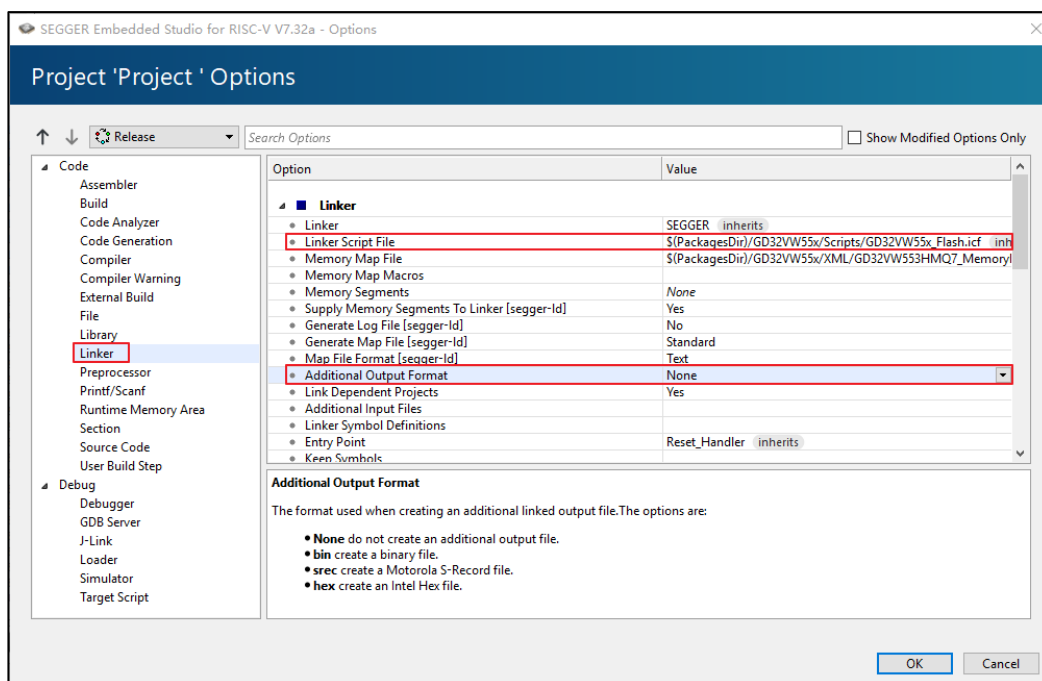 SEGGER Embedded Studio for RISC-V V7.32a - Options
Project 'Project ' Options
Release
Search Options
Show Modified Options Only
Code
Assembler
Build
Code Analyzer
Code Generation
Compiler
Compiler Warning
External Build
File
Library
Linker
Preprocessor
Printf/Scanf
Runtime Memory Area
Section
Source Code
User Build Step
Debug
Debugger
GDB Server
J-Link
Loader
Simulator
Target Script
Option Value
Linker
Linker SEGGER inherits
Linker Script File $(PackagesDir)/GD32VW55x/Scripts/GD32VW55x_Flash.icf inh
Memory Map File $(PackagesDir)/GD32VW55x/XML/GD32VW553HMQ7_Memory
Memory Map Macros
Memory Segments None
Supply Memory Segments To Linker [segger-ld] Yes
Generate Log File [segger-ld] No
Generate Map File [segger-ld] Standard
Map File Format [segger-ld] Text
Additional Output Format None
Link Dependent Projects Yes
Additional Input Files
Linker Symbol Definitions
Entry Point Reset_Handler inherits
Keep Symbols
Additional Output Format
The format used when creating an additional linked output file.The options are:
• None do not create an additional output file.
• bin create a binary file.
• srec create a Motorola S-Record file.
• hex create an Intel Hex file.
OK Cancel